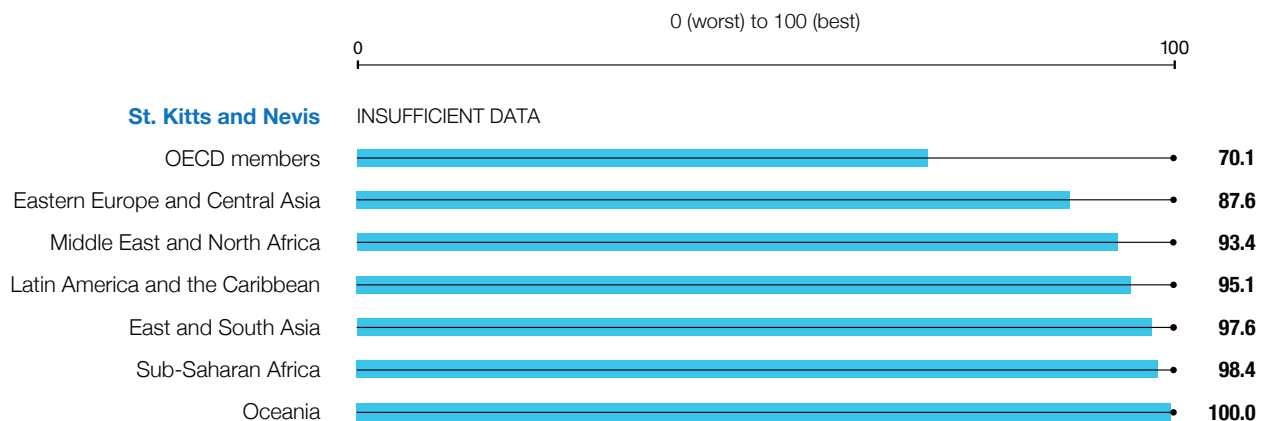 0 (worst) to 100 (best)
0 100
St. Kitts and Nevis INSUFFICIENT DATA
OECD members 70.1
Eastern Europe and Central Asia 87.6
Middle East and North Africa 93.4
Latin America and the Caribbean 95.1
East and South Asia 97.6
Sub-Saharan Africa 98.4
Oceania 100.0